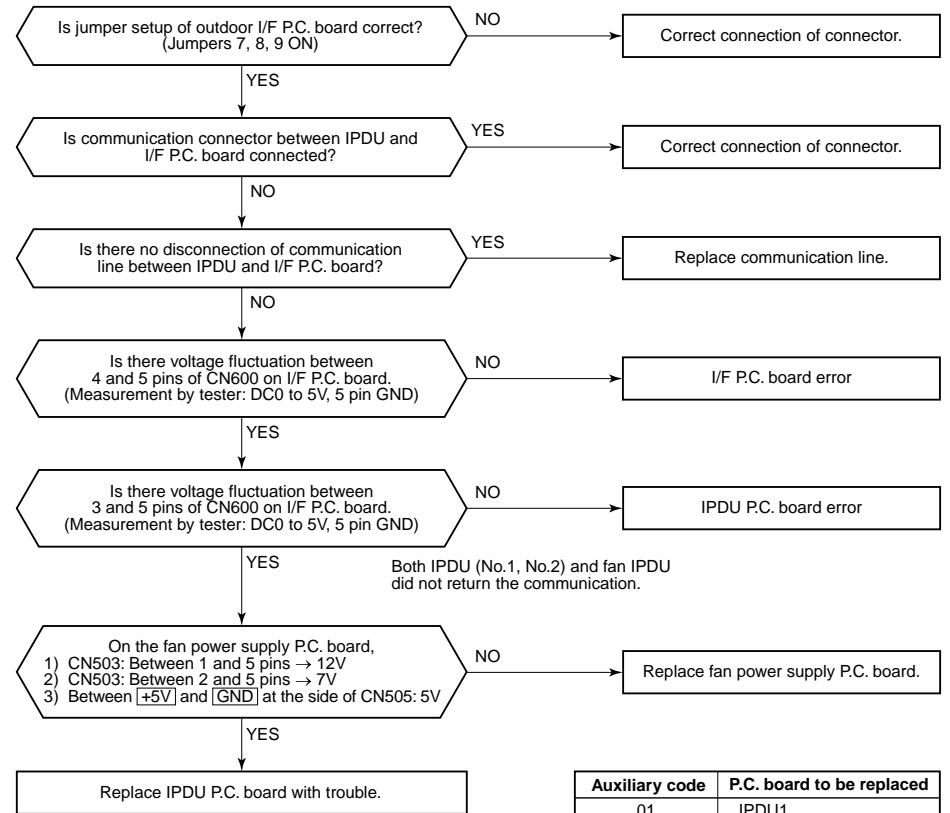 Is jumper setup of outdoor I/F P.C. board correct?
(Jumpers 7, 8, 9 ON)
NO
Correct connection of connector.
YES
Is communication connector between IPDU and
I/F P.C. board connected?
YES
Correct connection of connector.
NO
Is there no disconnection of communication
line between IPDU and I/F P.C. board?
YES
Replace communication line.
NO
Is there voltage fluctuation between
4 and 5 pins of CN600 on I/F P.C. board.
(Measurement by tester: DC0 to 5V, 5 pin GND)
NO
I/F P.C. board error
YES
Is there voltage fluctuation between
3 and 5 pins of CN600 on I/F P.C. board.
(Measurement by tester: DC0 to 5V, 5 pin GND)
NO
IPDU P.C. board error
YES
Both IPDU (No.1, No.2) and fan IPDU
did not return the communication.
On the fan power supply P.C. board,
1) CN503: Between 1 and 5 pins → 12V
2) CN503: Between 2 and 5 pins → 7V
3) Between +5V and GND at the side of CN505: 5V
NO
Replace fan power supply P.C. board.
YES
Replace IPDU P.C. board with trouble.
Auxiliary code P.C. board to be replaced
01 IPDU1